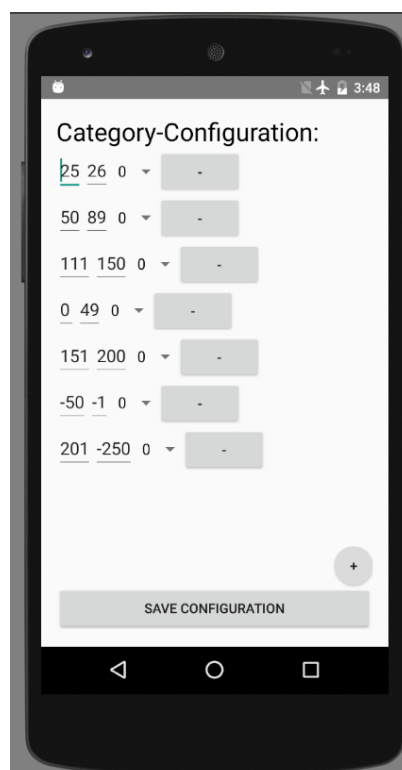 3:48
Category-Configuration:
25 26 0 -
50 89 0 -
111 150 0 -
0 49 0 -
151 200 0 -
-50 -1 0 -
201 -250 0 -
+
SAVE CONFIGURATION